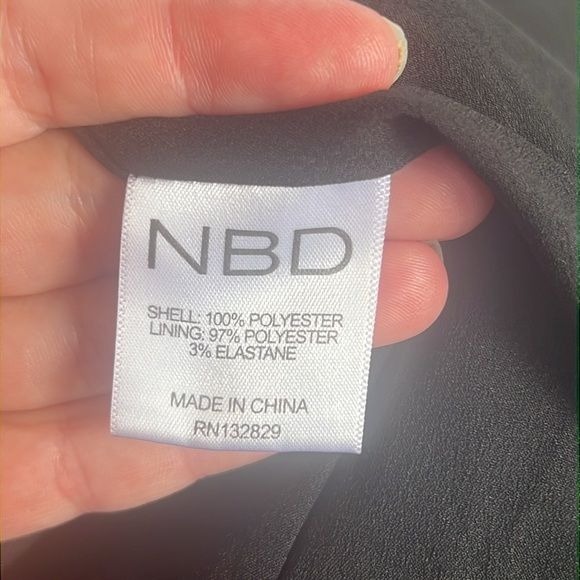 NBD
SHELL: 100% POLYESTER
LINING: 97% POLYESTER
3% ELASTANE
MADE IN CHINA
RN132829